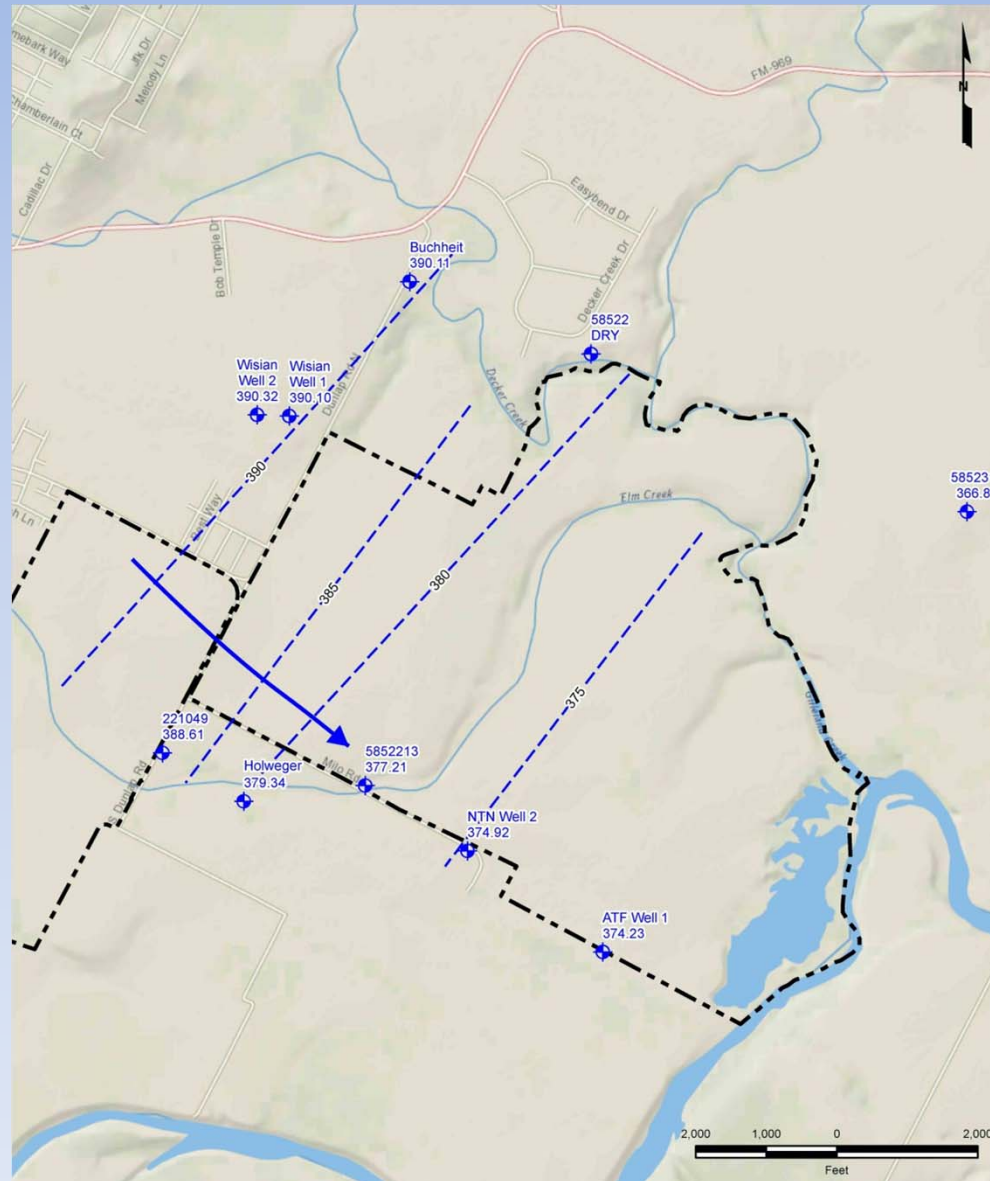 mebark Way
Chamberlain Ct
Melody Ln
Cadillac Dr
FM-969
N
Easybend Dr
Decker Creek Dr
Bob Temple Dr
Buchheit
390.11
58522
DRY
Wisian
Well 2
390.32
Wisian
Well 1
390.10
Dunlap Rd N
Decker Creek
390
Elm Creek
58523
366.8
h Ln
385
380
375
221049
388.61
S Dunlap Rd
Holweger
379.34
5852213
377.21
Milo Rd
NTN Well 2
374.92
ATF Well 1
374.23
2,000
1,000
0
2,000
Feet